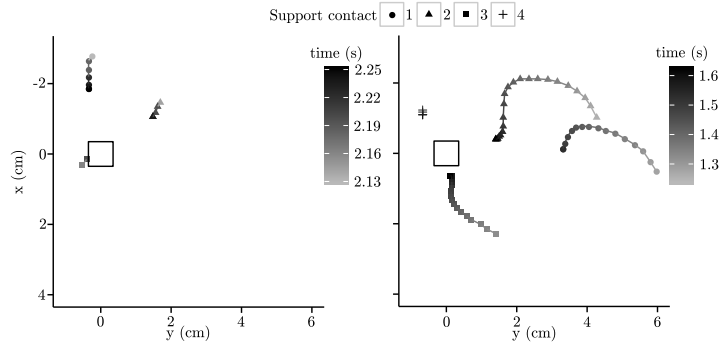 Support contact 1 2 3 4
time (s)
2.25
2.22
2.19
2.16
2.13
time (s)
1.6
1.5
1.4
1.3
x (cm)
-2
0
2
4
0 2 4 6
y (cm)
0 2 4 6
y (cm)